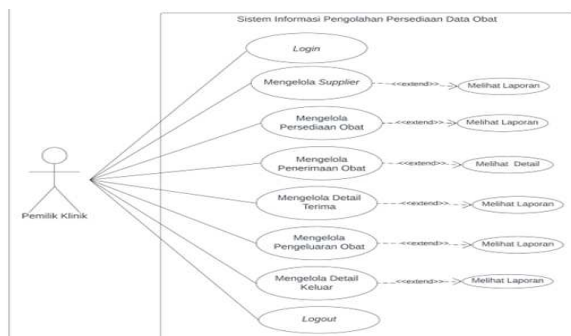 Sistem Informasi Pengolahan Persediaan Data Obat
Login
Mengelola Supplier
<<extend>>
Melihat Laporan
Mengelola
Persediaan Obat
<<extend>>
Melihat Laporan
Mengelola
Penerimaan Obat
<<extend>>
Melihat Detail
Mengelola Detail
Terima
<<extend>>
Melihat Laporan
Mengelola
Pengeluaran Obat
<<extend>>
Melihat Laporan
Mengelola Detail
Keluar
<<extend>>
Melihat Laporan
Logout
Pemilik Klinik